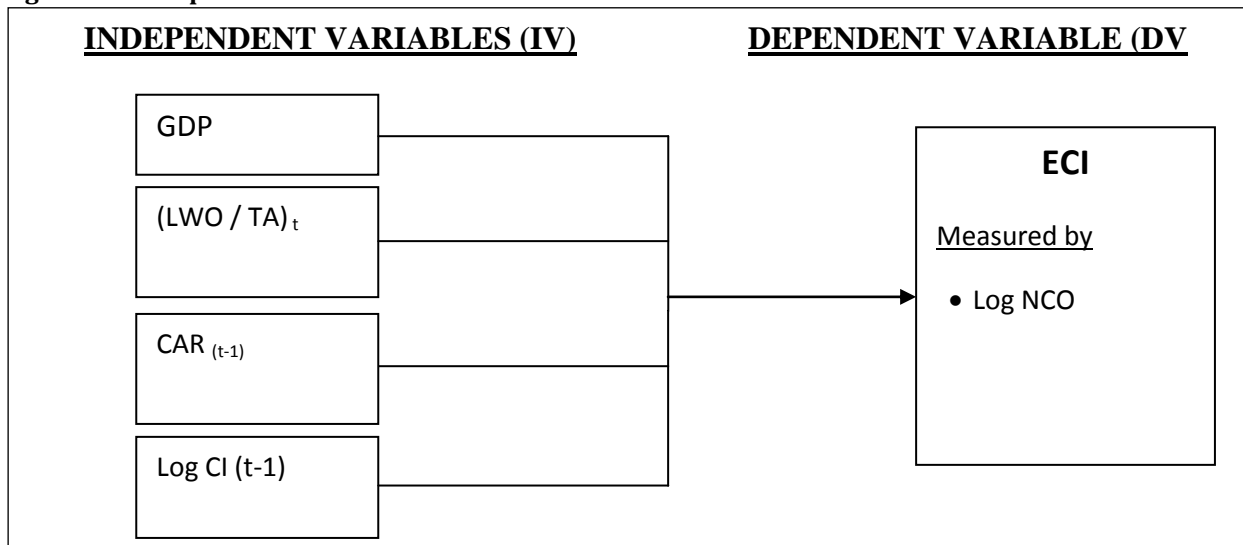 INDEPENDENT VARIABLES (IV)
DEPENDENT VARIABLE (DV
GDP
(LWO / TA) t
CAR (t-1)
Log CI (t-1)
ECI
Measured by
• Log NCO